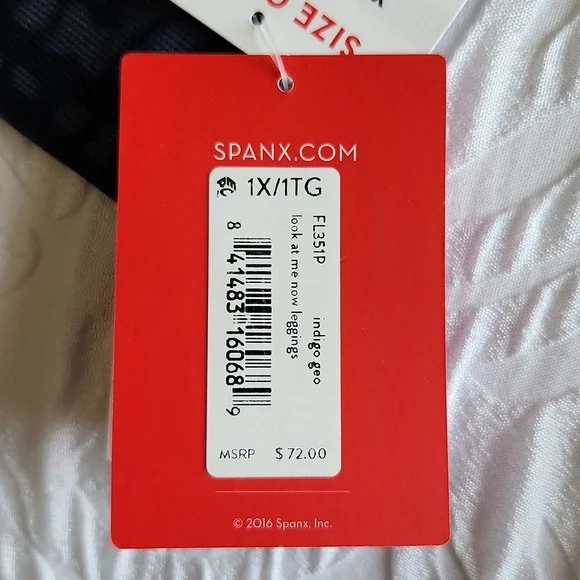 SIZE
SPANX.COM
1X/1TG
FL351P indigo geo
look at me now leggings
8 41483 16068 9
MSRP $72.00
© 2016 Spanx, Inc.